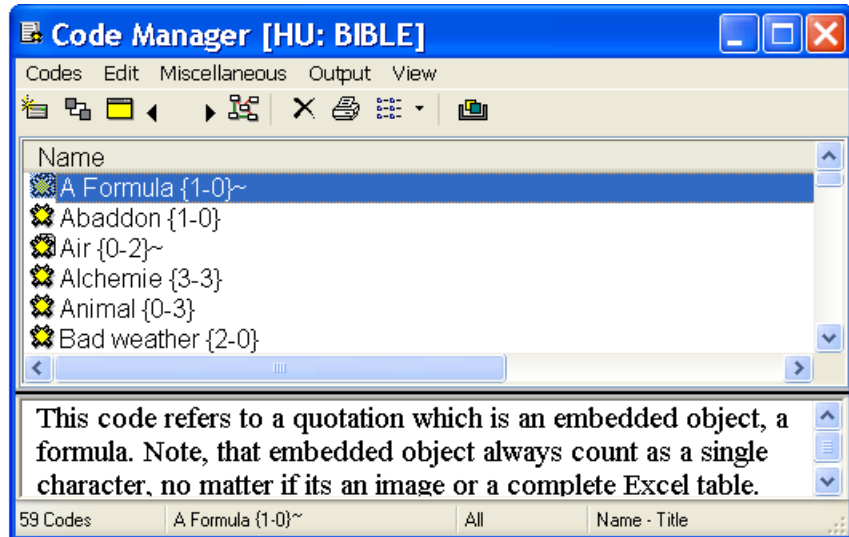 Code Manager [HU: BIBLE]
Codes Edit Miscellaneous Output View
Name
A Formula {1-0}~
Abaddon {1-0}
Air {0-2}~
Alchemie {3-3}
Animal {0-3}
Bad weather {2-0}
This code refers to a quotation which is an embedded object, a
formula. Note, that embedded object always count as a single
character, no matter if its an image or a complete Excel table.
59 Codes A Formula {1-0}~ All Name - Title